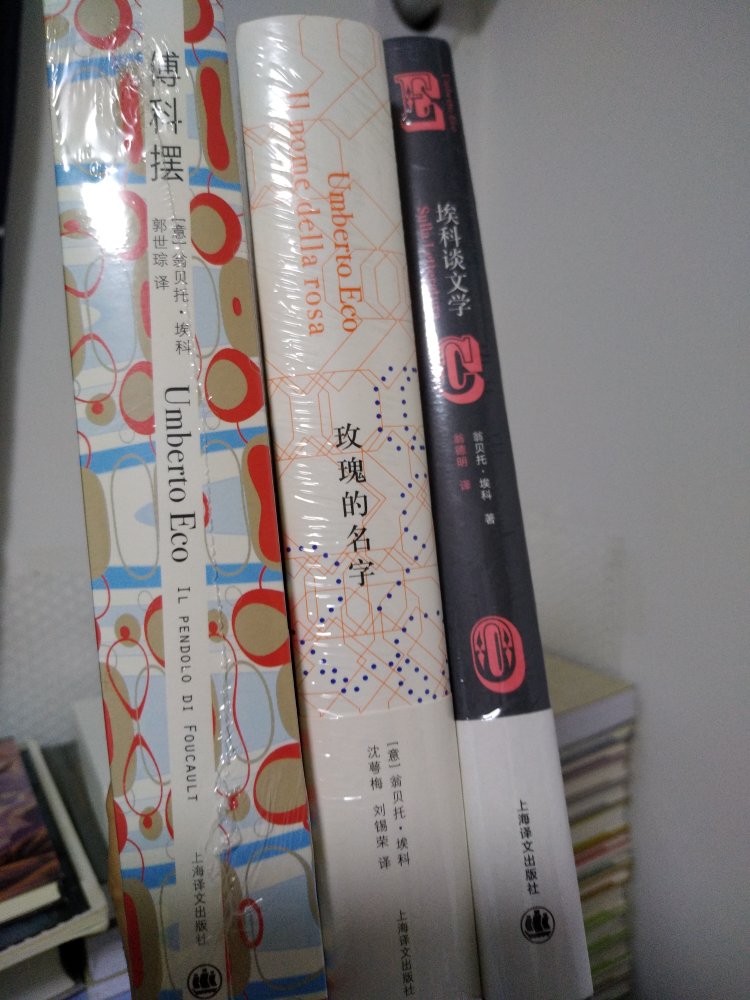 傅科摆
[意] 翁贝托·埃科
郭世琮 译
Umberto Eco
IL PENDOLO DI FOUCAULT
上海译文出版社
Umberto Eco
Il nome della rosa
玫瑰的名字
[意] 翁贝托·埃科
沈萼梅 刘锡荣 译
上海译文出版社
E
C
O
埃科谈文学
翁贝托·埃科 著
翁德明 译
上海译文出版社